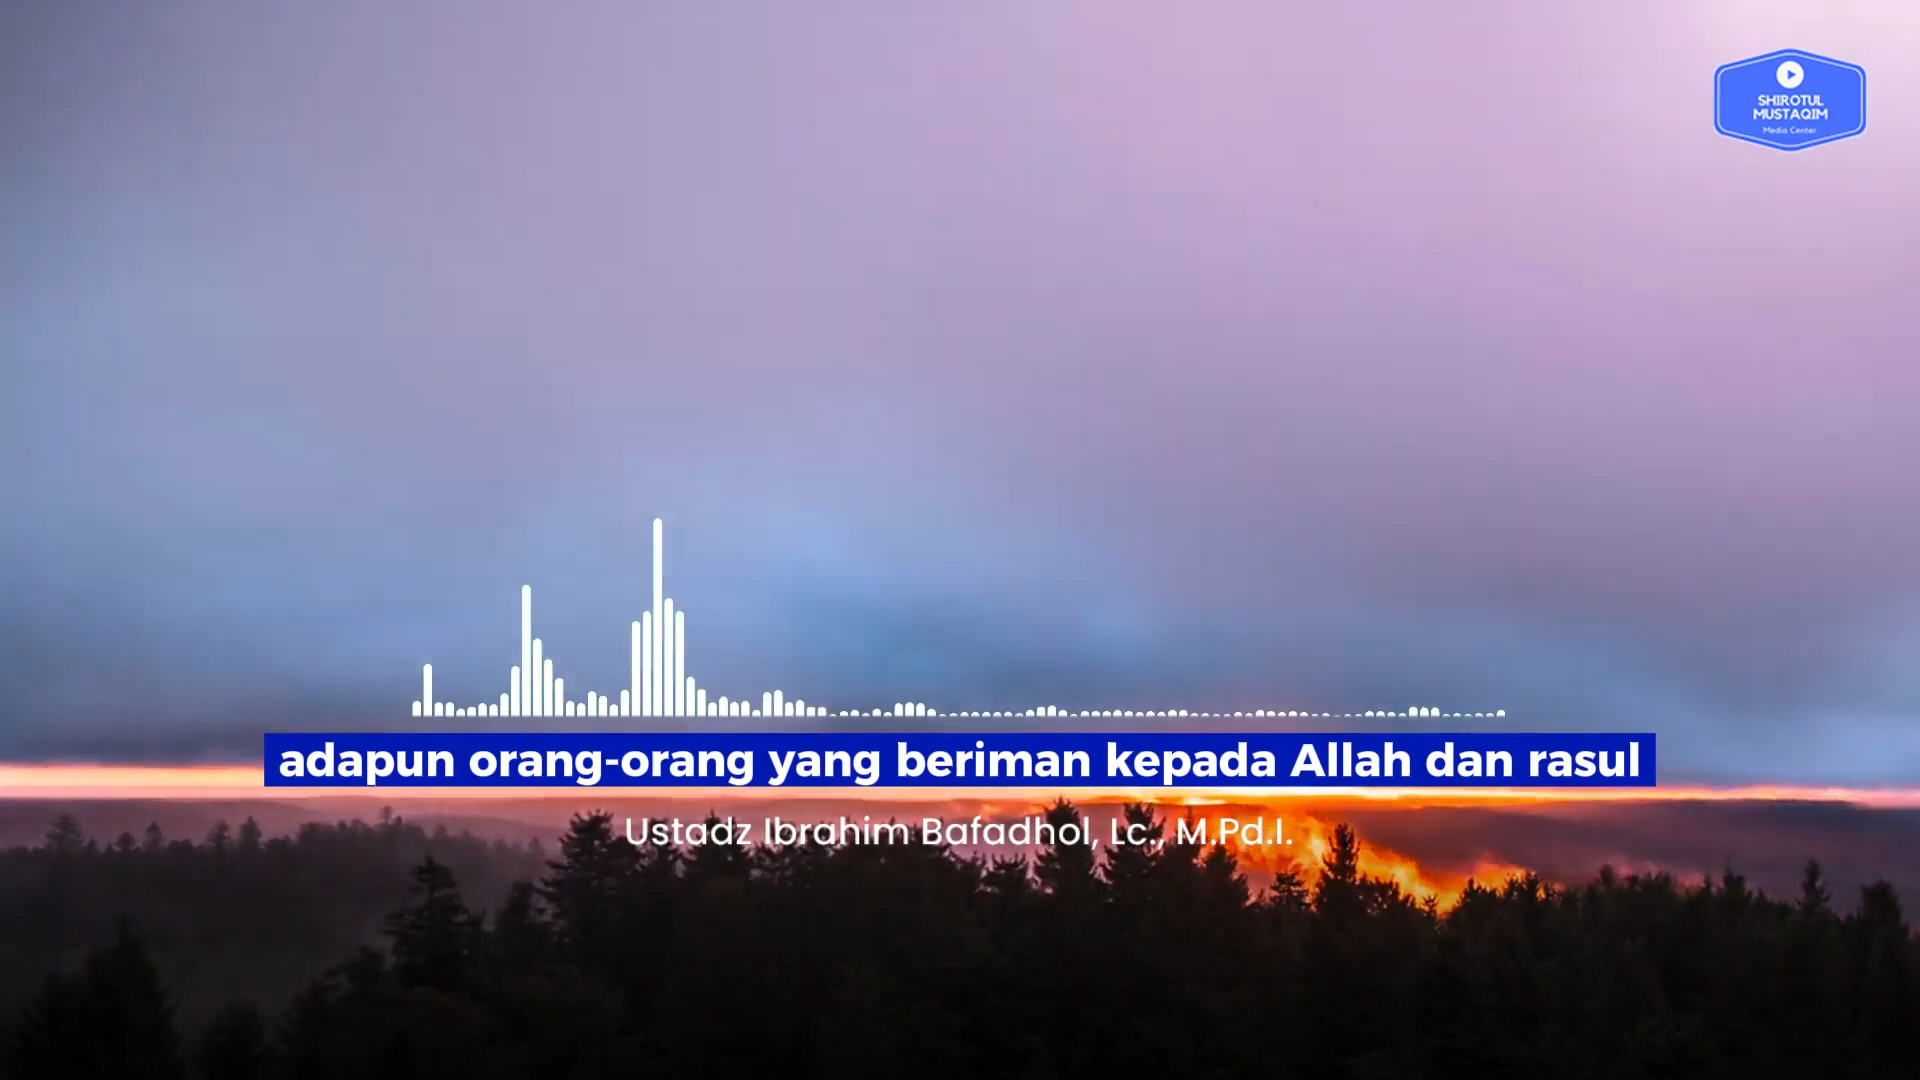 SHIROTUL
MUSTAQIM
Media Center
adapun orang-orang yang beriman kepada Allah dan rasul
Ustadz Ibrahim Bafadhol, Lc., M.Pd.I.